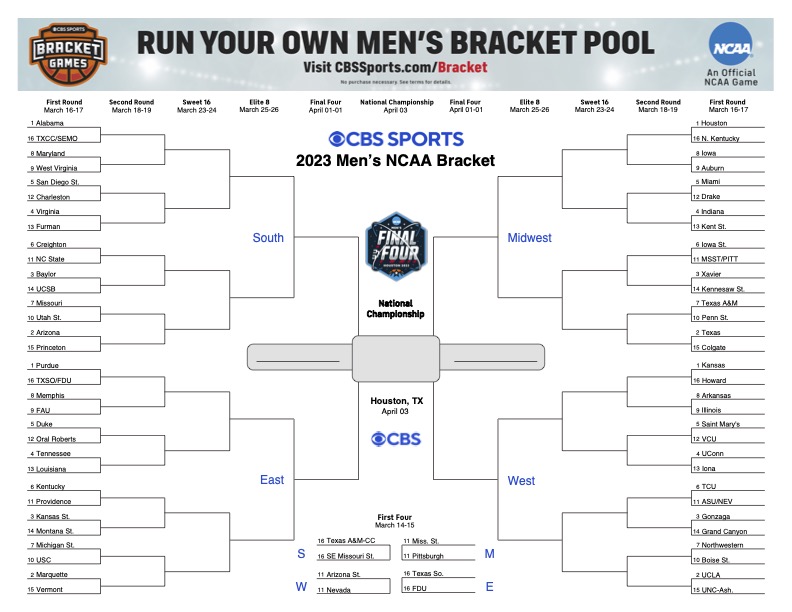 CBS SPORTS
BRACKET
GAMES
RUN YOUR OWN MEN'S BRACKET POOL
Visit CBSSports.com/Bracket
No purchase necessary. See terms for details.
NCAA
An Official
NCAA Game
First Round
March 16-17
Second Round
March 18-19
Sweet 16
March 23-24
Elite 8
March 25-26
Final Four
April 01-01
National Championship
April 03
Final Four
April 01-01
Elite 8
March 25-26
Sweet 16
March 23-24
Second Round
March 18-19
First Round
March 16-17
CBS SPORTS
2023 Men's NCAA Bracket
1 Alabama
16 TXCC/SEMO
8 Maryland
9 West Virginia
5 San Diego St.
12 Charleston
4 Virginia
13 Furman
6 Creighton
11 NC State
3 Baylor
14 UCSB
7 Missouri
10 Utah St.
2 Arizona
15 Princeton
South
1 Purdue
16 TXSO/FDU
8 Memphis
9 FAU
5 Duke
12 Oral Roberts
4 Tennessee
13 Louisiana
6 Kentucky
11 Providence
3 Kansas St.
14 Montana St.
7 Michigan St.
10 USC
2 Marquette
15 Vermont
East
FINAL
FOUR
National
Championship
Houston, TX
April 03
CBS
1 Houston
16 N. Kentucky
8 Iowa
9 Auburn
5 Miami
12 Drake
4 Indiana
13 Kent St.
6 Iowa St.
11 MSST/PITT
3 Xavier
14 Kennesaw St.
7 Texas A&M
10 Penn St.
2 Texas
15 Colgate
Midwest
1 Kansas
16 Howard
8 Arkansas
9 Illinois
5 Saint Mary's
12 VCU
4 UConn
13 Iona
6 TCU
11 ASU/NEV
3 Gonzaga
14 Grand Canyon
7 Northwestern
10 Boise St.
2 UCLA
15 UNC-Ash.
West
First Four
March 14-15
S
16 Texas A&M-CC
16 SE Missouri St.
11 Miss. St.
11 Pittsburgh
M
W
11 Arizona St.
11 Nevada
16 Texas So.
16 FDU
E